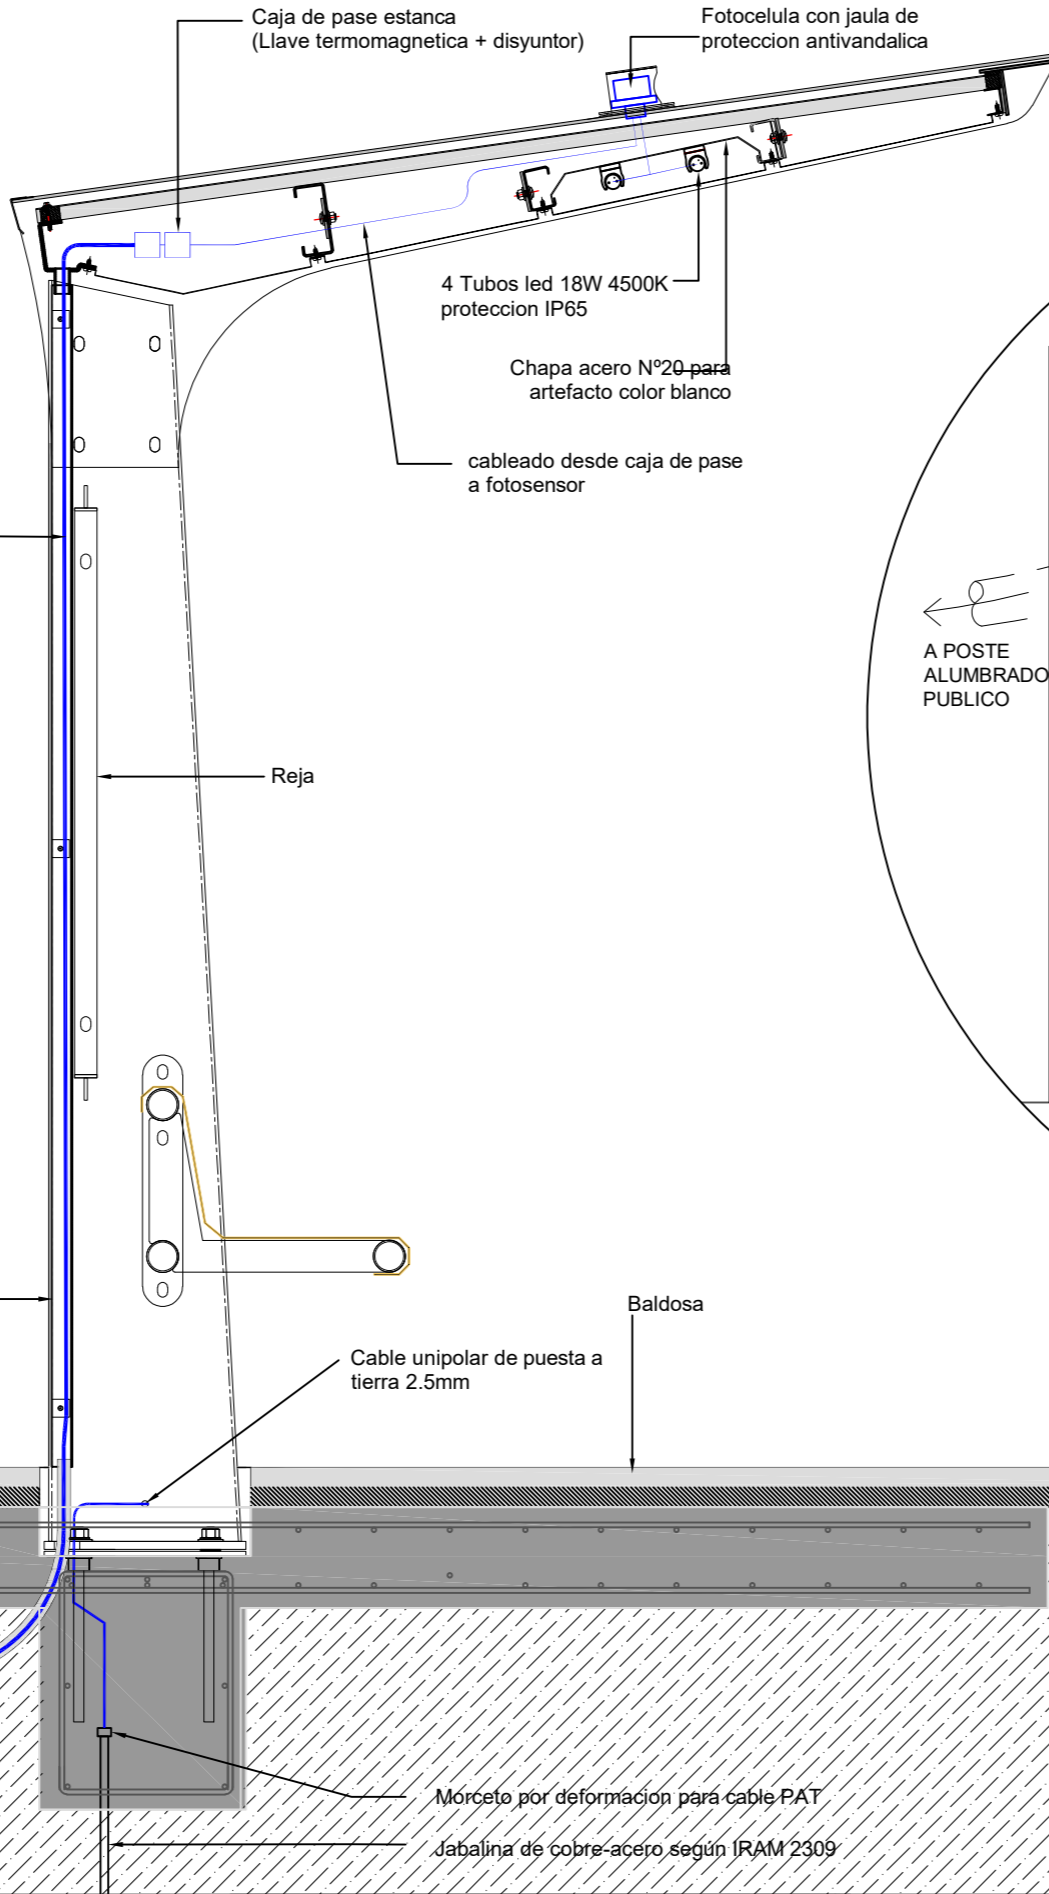 Caja de pase estanca
(Llave termomagnetica + disyuntor)
Fotocelula con jaula de
proteccion antivandalica
4 Tubos led 18W 4500K
proteccion IP65
Chapa acero Nº20 para
artefacto color blanco
cableado desde caja de pase
a fotosensor
A POSTE
ALUMBRADO
PUBLICO
Reja
Baldosa
Cable unipolar de puesta a
tierra 2.5mm
Morceto por deformacion para cable PAT
Jabalina de cobre-acero según IRAM 2309